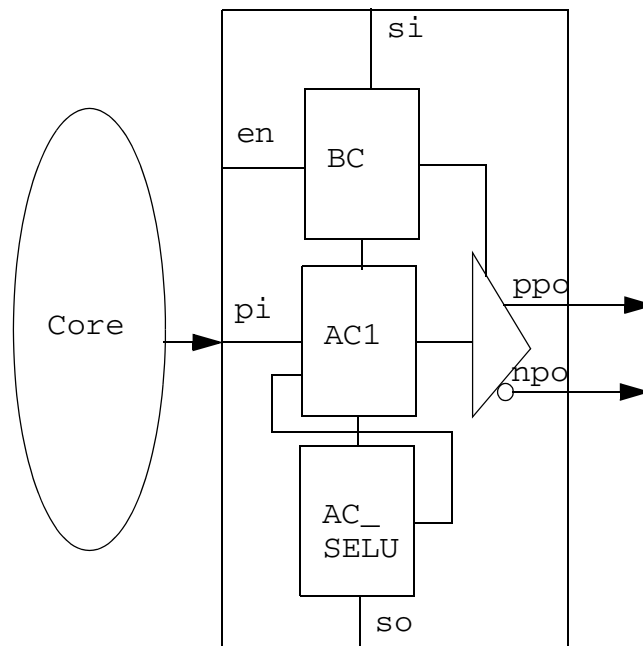 si
en
BC
ppo
pi
Core
AC1
npo
AC_
SELU
so